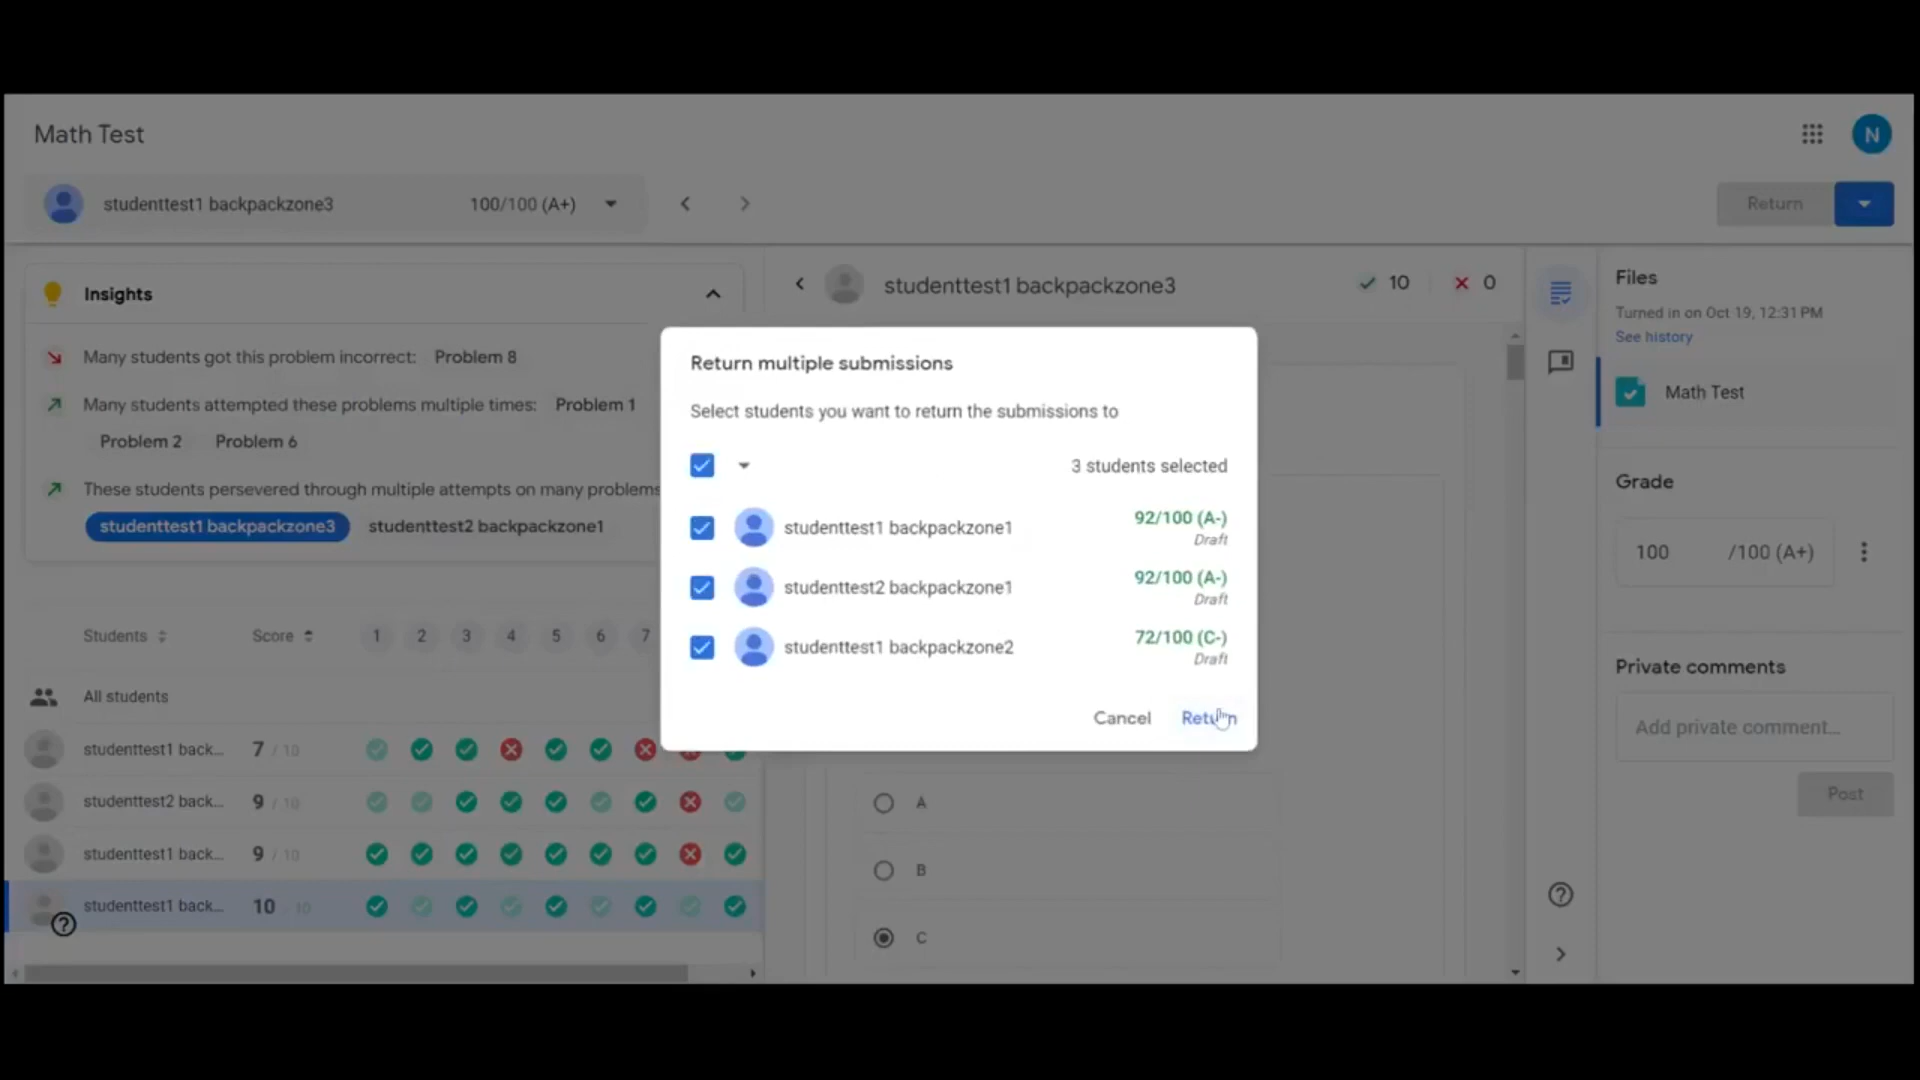 Math Test
N
studenttest1 backpackzone3 100/100 (A+)
Return
Insights
studenttest1 backpackzone3
10
0
Files
Turned in on Oct 19, 12:31 PM
See history
Many students got this problem incorrect: Problem 8
Many students attempted these problems multiple times: Problem 1
Problem 2 Problem 6
These students persevered through multiple attempts on many problems
studenttest1 backpackzone3 studenttest2 backpackzone1
Math Test
Return multiple submissions
Select students you want to return the submissions to
3 students selected
studenttest1 backpackzone1 92/100 (A-)
Draft
studenttest2 backpackzone1 92/100 (A-)
Draft
studenttest1 backpackzone2 72/100 (C-)
Draft
Cancel Return
Grade
100 /100 (A+)
Private comments
Add private comment...
Post
Students Score 1 2 3 4 5 6 7
All students
studenttest1 back... 7 / 10
studenttest2 back... 9 / 10
studenttest1 back... 9 / 10
studenttest1 back... 10 / 10
A
B
C